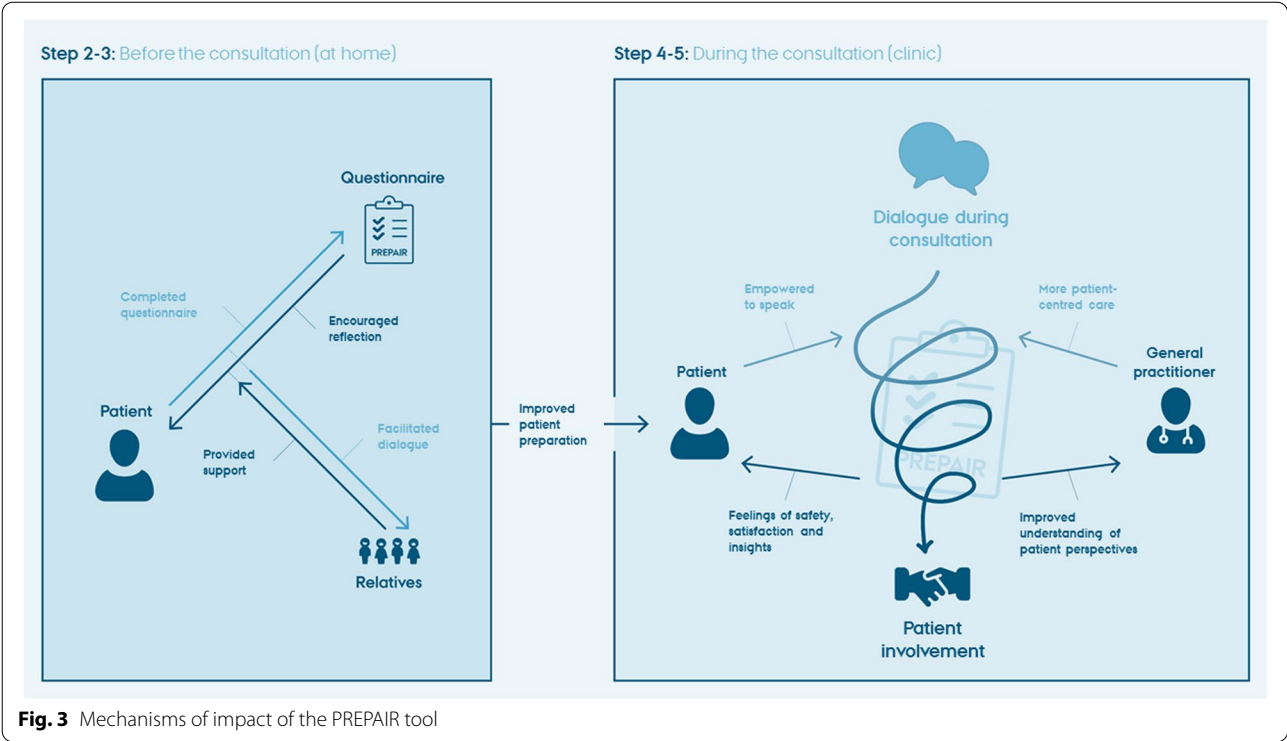 Step 2-3: Before the consultation (at home)
Questionnaire
PREPAIR
Completed
questionnaire
Encouraged
reflection
Patient
Provided
support
Facilitated
dialogue
Relatives
Improved
patient
preparation
Step 4-5: During the consultation (clinic)
Dialogue during
consultation
Empowered
to speak
More patient-
centred care
Patient
General
practitioner
PREPAIR
Feelings of safety,
satisfaction and
insights
Improved
understanding of
patient perspectives
Patient
involvement
Fig. 3 Mechanisms of impact of the PREPAIR tool